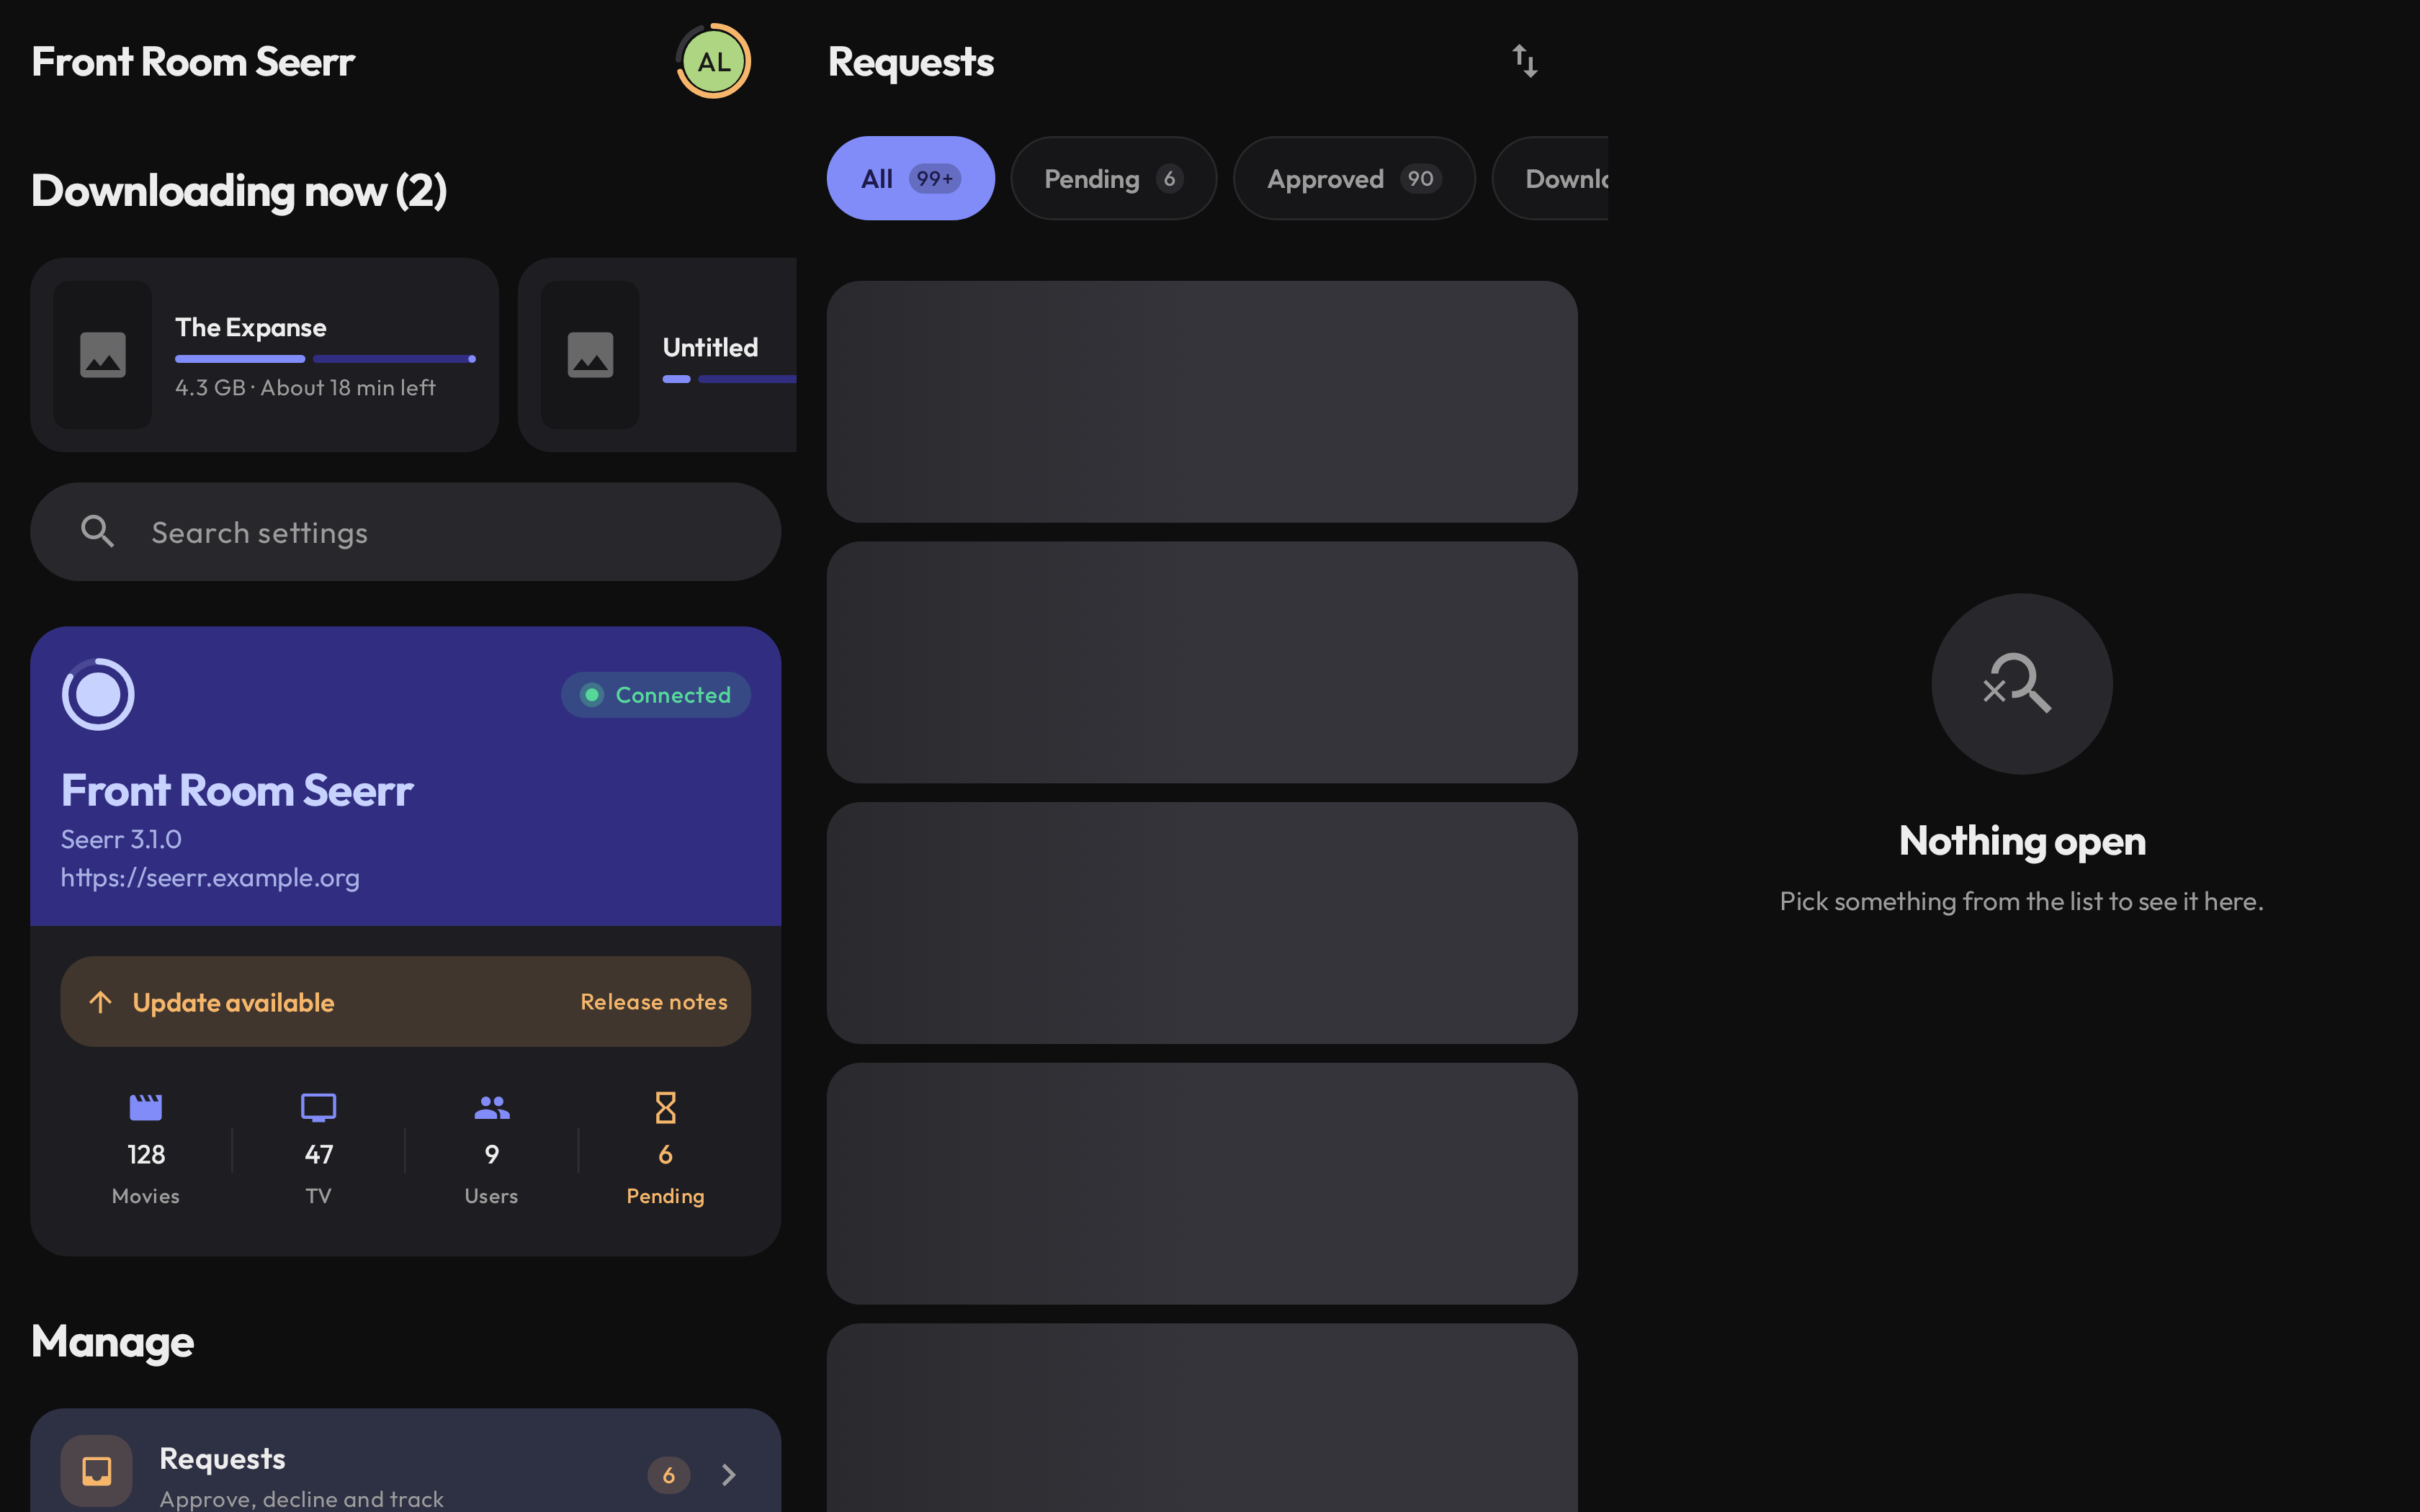 Front Room Seerr
AL
Downloading now (2)
The Expanse
4.3 GB · About 18 min left
Untitled
Search settings
Connected
Front Room Seerr
Seerr 3.1.0
https://seerr.example.org
Update available
Release notes
128
Movies
47
TV
9
Users
6
Pending
Manage
Requests
Approve, decline and track
6
Requests
All 99+
Pending 6
Approved 90
Downlo
Nothing open
Pick something from the list to see it here.